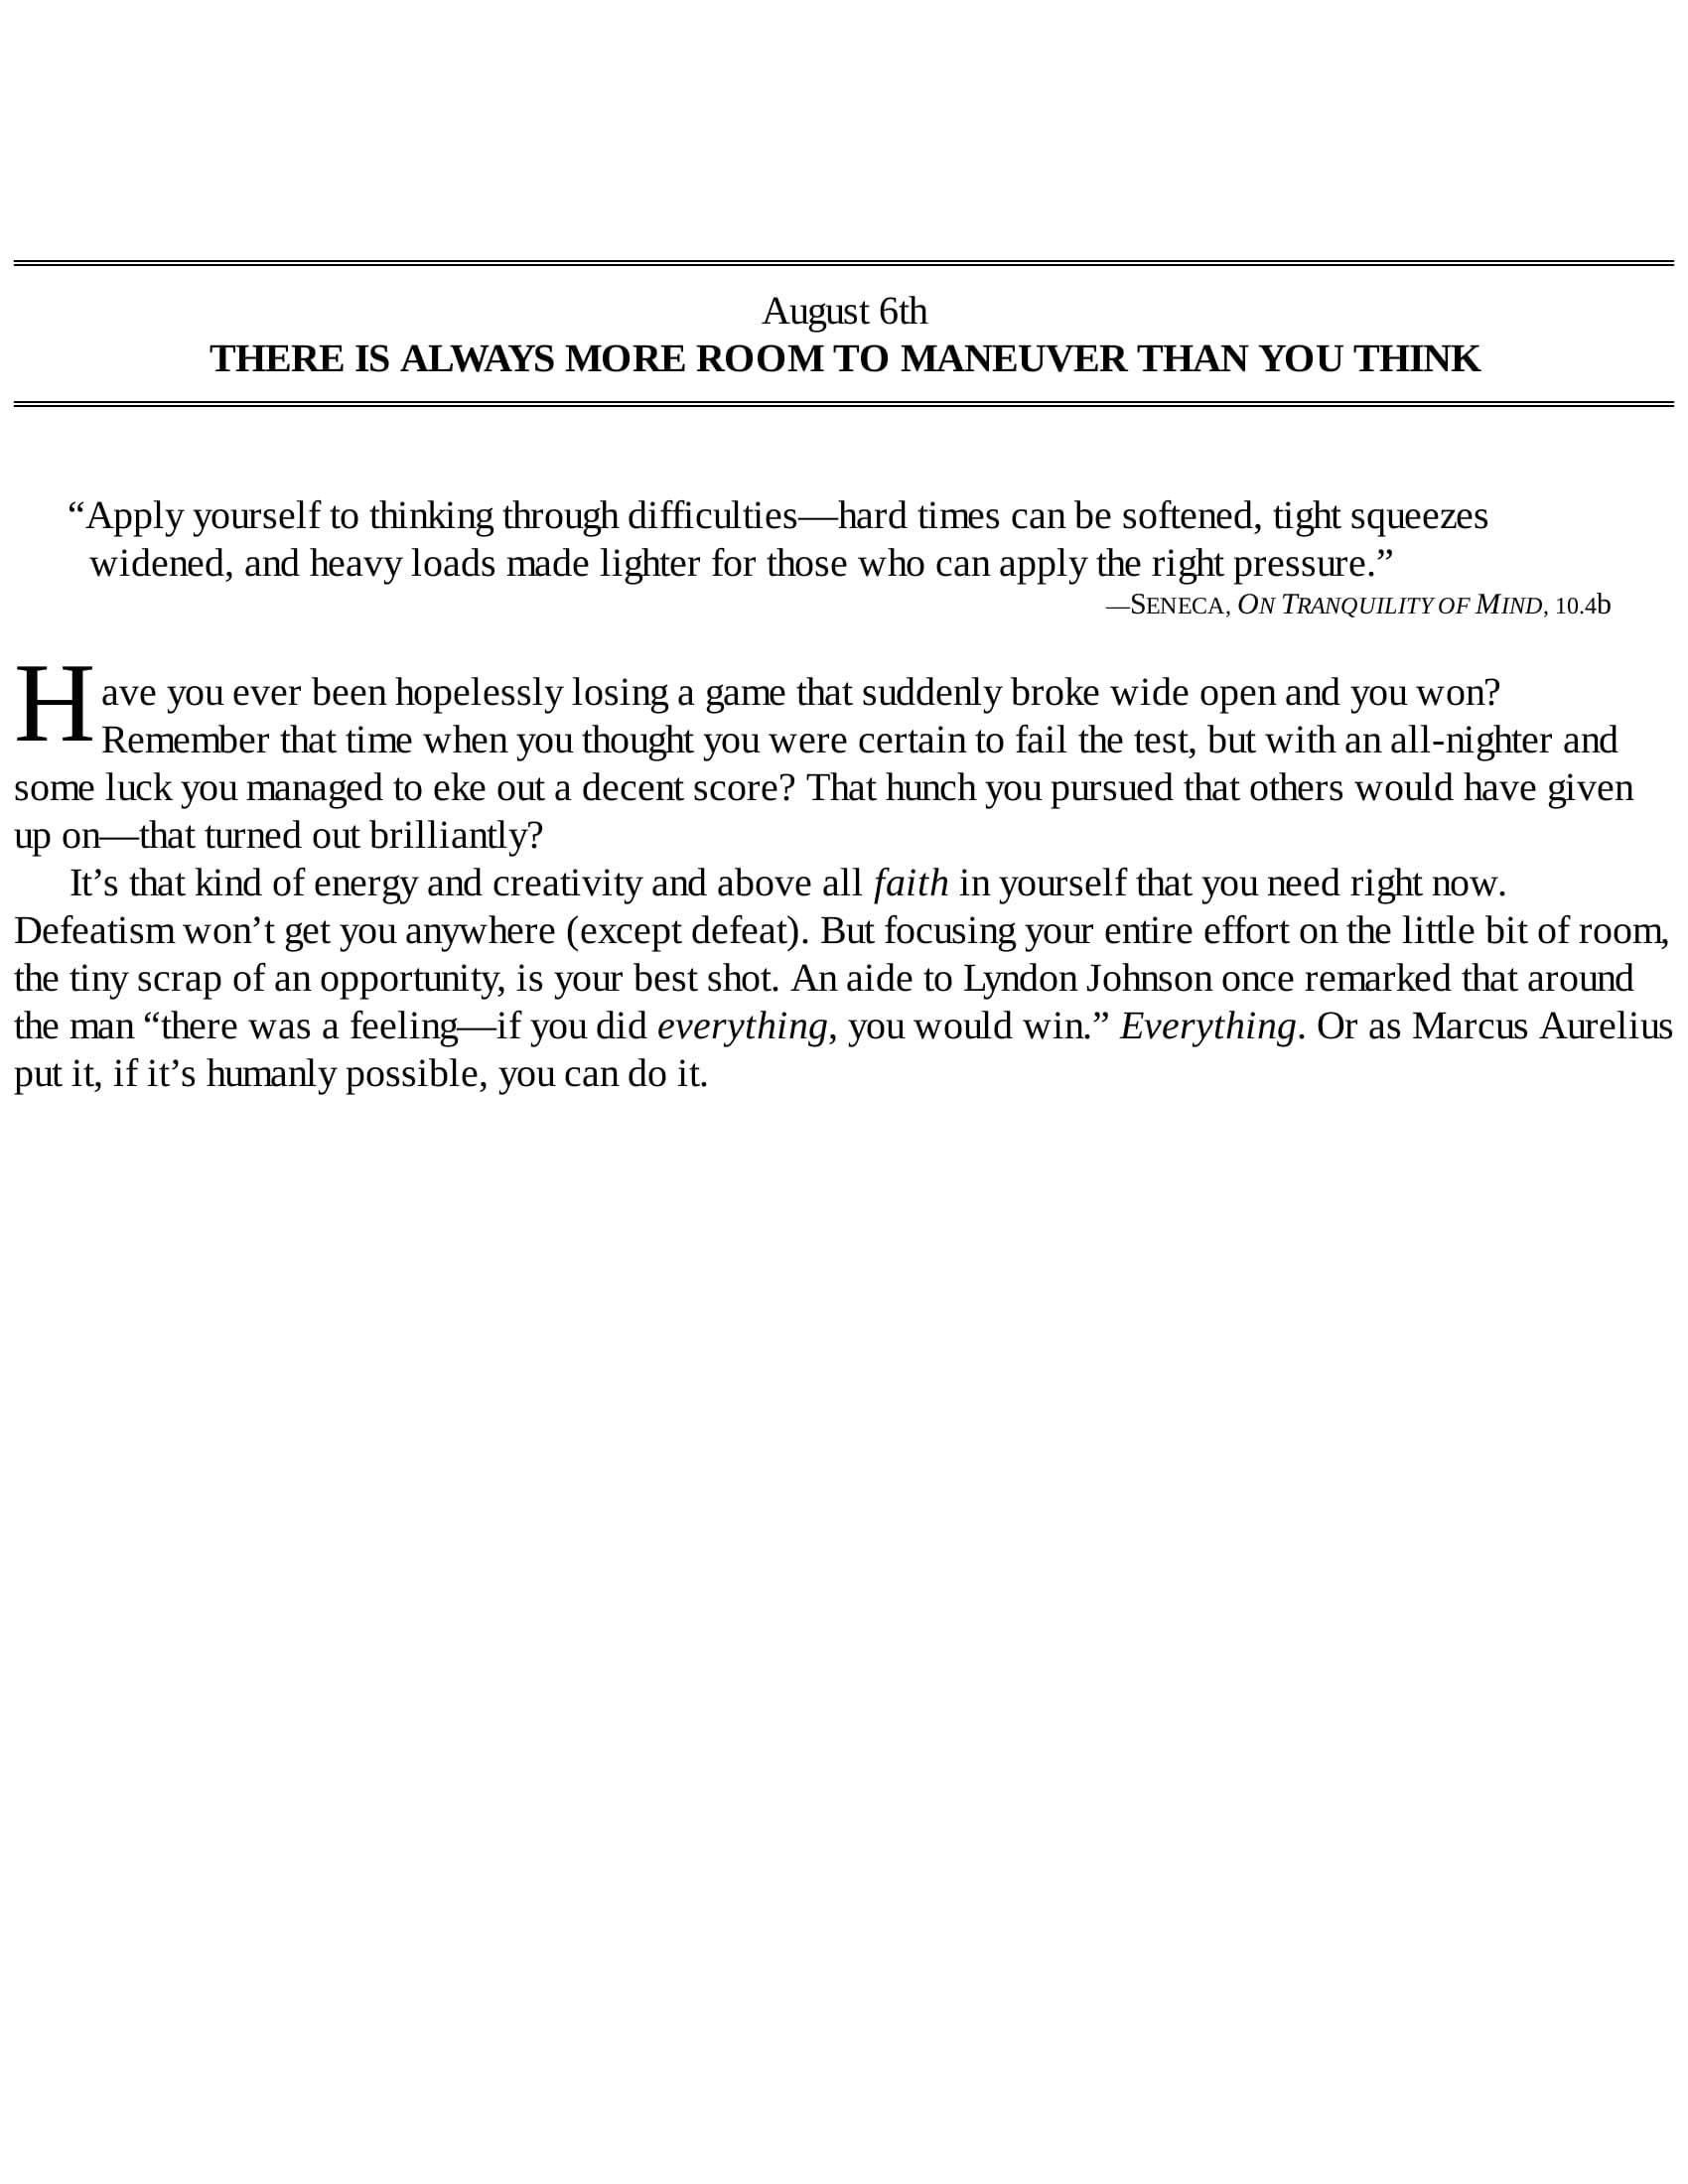 August 6th
THERE IS ALWAYS MORE ROOM TO MANEUVER THAN YOU THINK
“Apply yourself to thinking through difficulties—hard times can be softened, tight squeezes
widened, and heavy loads made lighter for those who can apply the right pressure.”
—SENECA, ON TRANQUILITY OF MIND, 10.4b
Have you ever been hopelessly losing a game that suddenly broke wide open and you won?
Remember that time when you thought you were certain to fail the test, but with an all-nighter and
some luck you managed to eke out a decent score? That hunch you pursued that others would have given
up on—that turned out brilliantly?
It’s that kind of energy and creativity and above all faith in yourself that you need right now.
Defeatism won’t get you anywhere (except defeat). But focusing your entire effort on the little bit of room,
the tiny scrap of an opportunity, is your best shot. An aide to Lyndon Johnson once remarked that around
the man “there was a feeling—if you did everything, you would win.” Everything. Or as Marcus Aurelius
put it, if it’s humanly possible, you can do it.